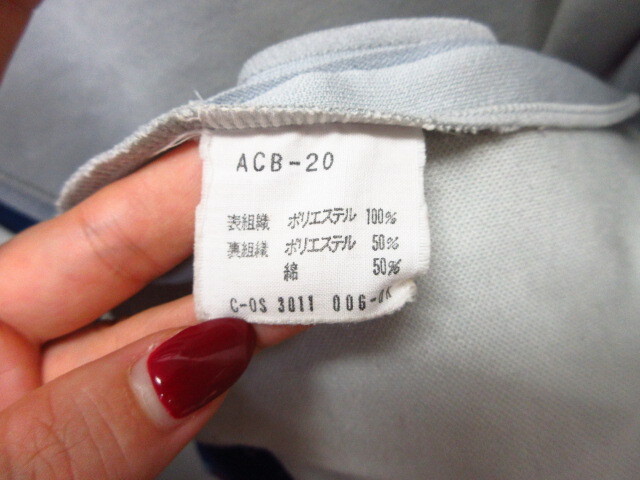 ACB-20
表組織 ポリエステル 100%
裏組織 ポリエステル 50%
綿 50%
C-OS 3011